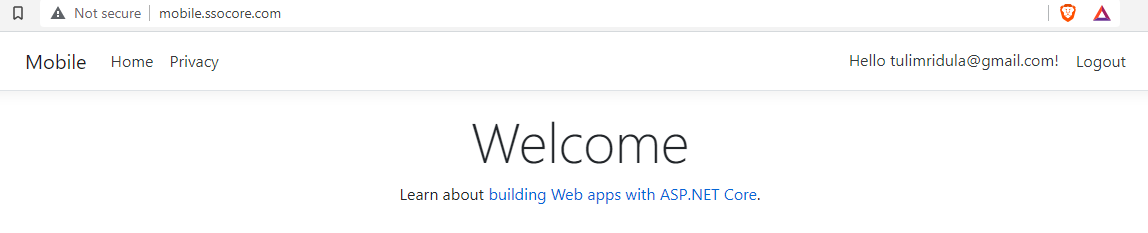 Not secure mobile.ssocore.com
Mobile Home Privacy Hello tulimridula@gmail.com! Logout
Welcome
Learn about building Web apps with ASP.NET Core.